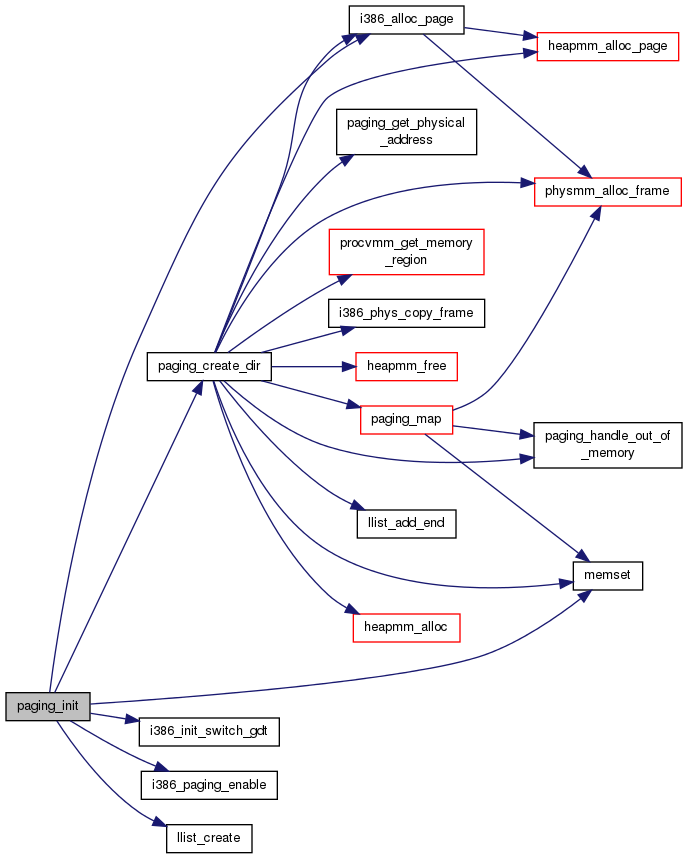 i386_alloc_page
heapmm_alloc_page
paging_get_physical
_address
physmm_alloc_frame
procvmm_get_memory
_region
i386_phys_copy_frame
paging_create_dir
heapmm_free
paging_map
paging_handle_out_of
_memory
llist_add_end
memset
heapmm_alloc
paging_init
i386_init_switch_gdt
i386_paging_enable
llist_create